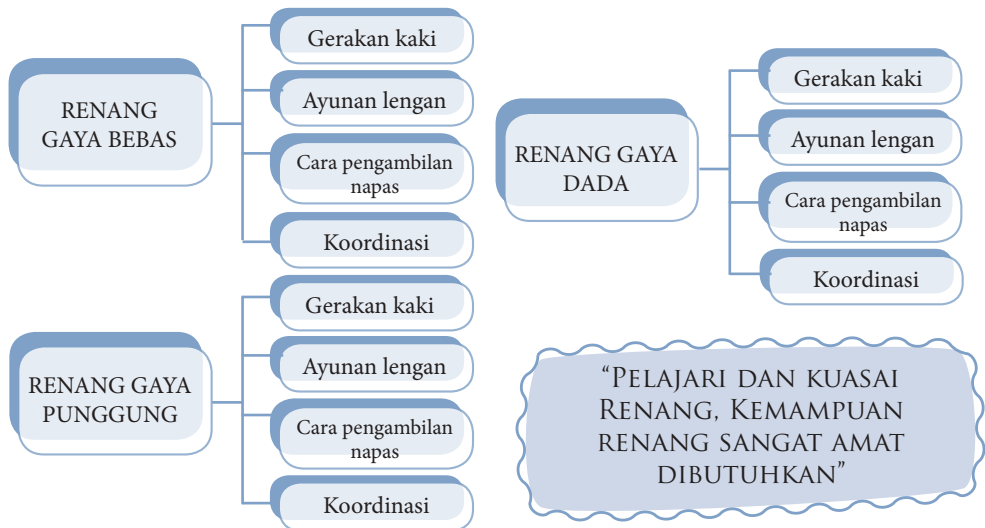 RENANG
GAYA BEBAS
Gerakan kaki
Ayunan lengan
Cara pengambilan
napas
Koordinasi
RENANG GAYA
DADA
Gerakan kaki
Ayunan lengan
Cara pengambilan
napas
Koordinasi
RENANG GAYA
PUNGGUNG
Gerakan kaki
Ayunan lengan
Cara pengambilan
napas
Koordinasi
“PELAJARI DAN KUASAI
RENANG, KEMAMPUAN
RENANG SANGAT AMAT
DIBUTUHKAN”